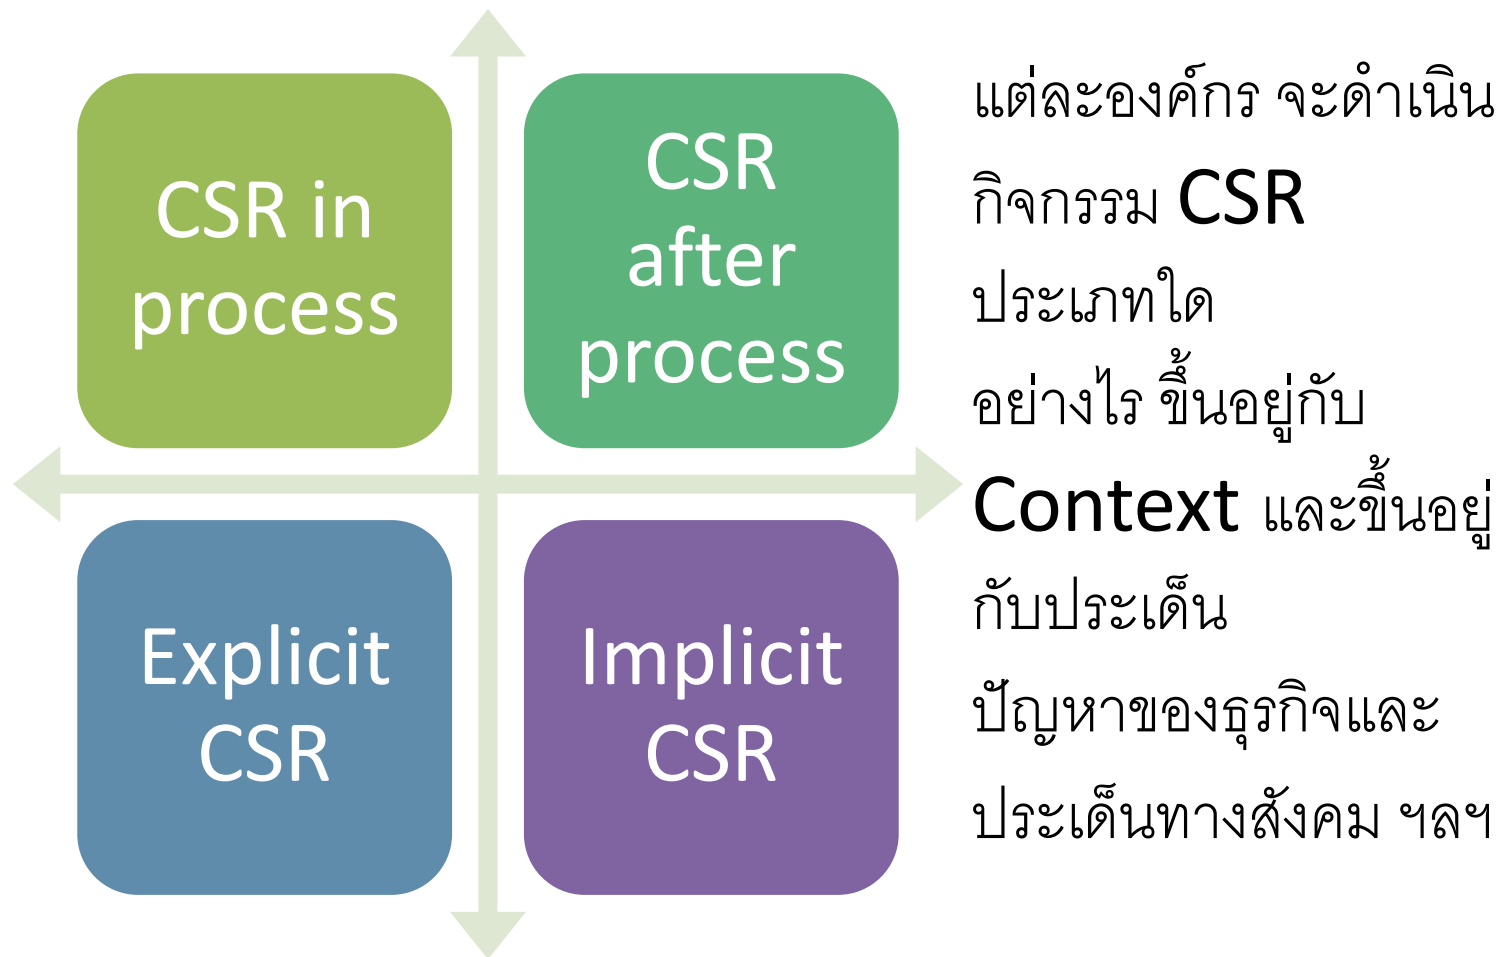 CSR in
process
CSR
after
process
Explicit
CSR
Implicit
CSR
แต่ละองค์กร จะดำเนิน
กิจกรรม CSR
ประเภทใด
อย่างไร ขึ้นอยู่กับ
Context และขึ้นอยู่
กับประเด็น
ปัญหาของธุรกิจและ
ประเด็นทางสังคม ฯลฯ